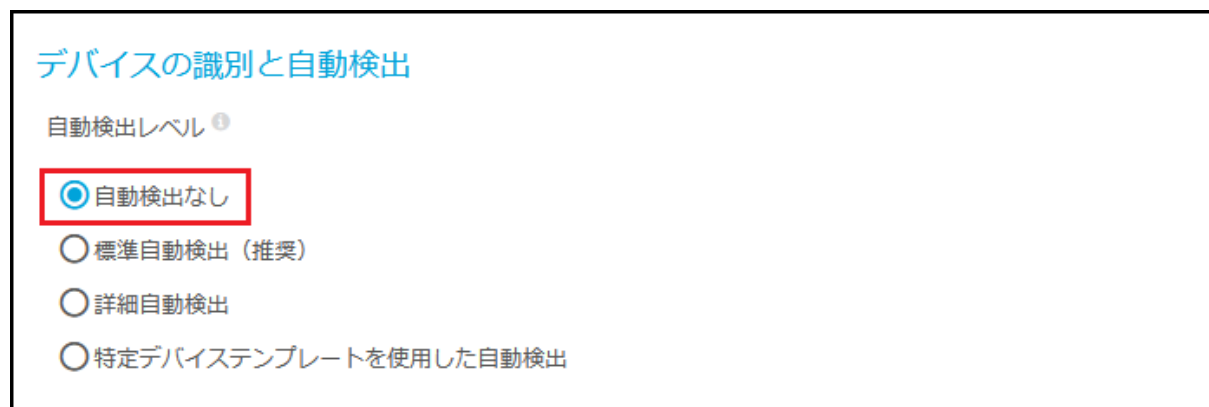 デバイスの識別と自動検出
自動検出レベル
自動検出なし
標準自動検出（推奨）
詳細自動検出
特定デバイステンプレートを使用した自動検出